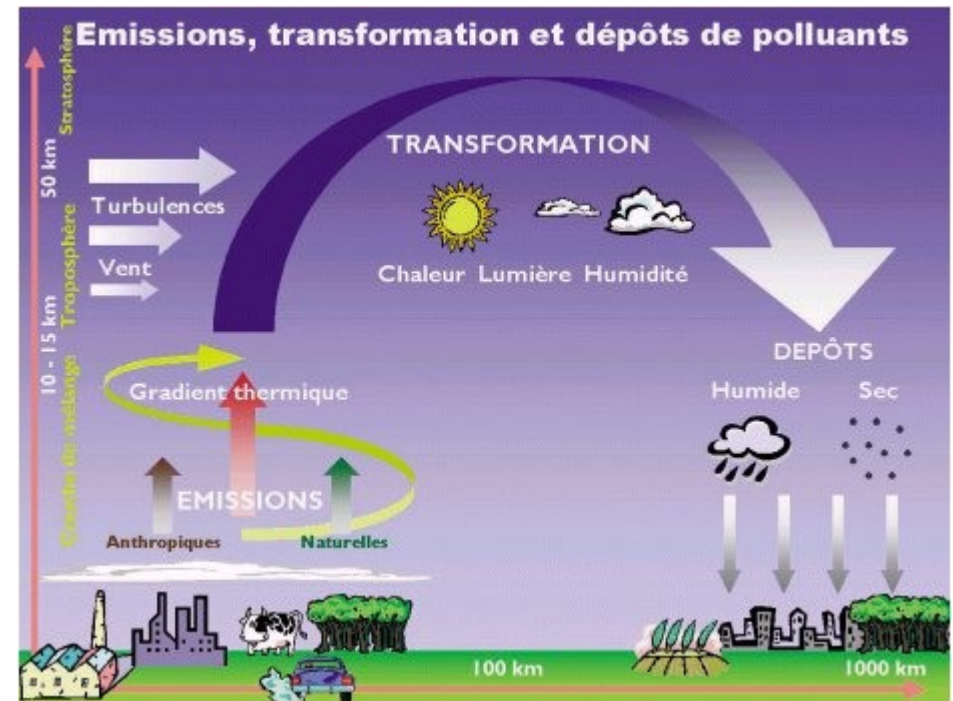 Emissions, transformation et dépôts de polluants
Stratosphère
50 km
Troposphère
10 - 15 km
Couche de mélange
Turbulences
Vent
TRANSFORMATION
Chaleur Lumière Humidité
Gradient thermique
EMISSIONS
Anthropiques
Naturelles
DEPÔTS
Humide Sec
100 km
1000 km